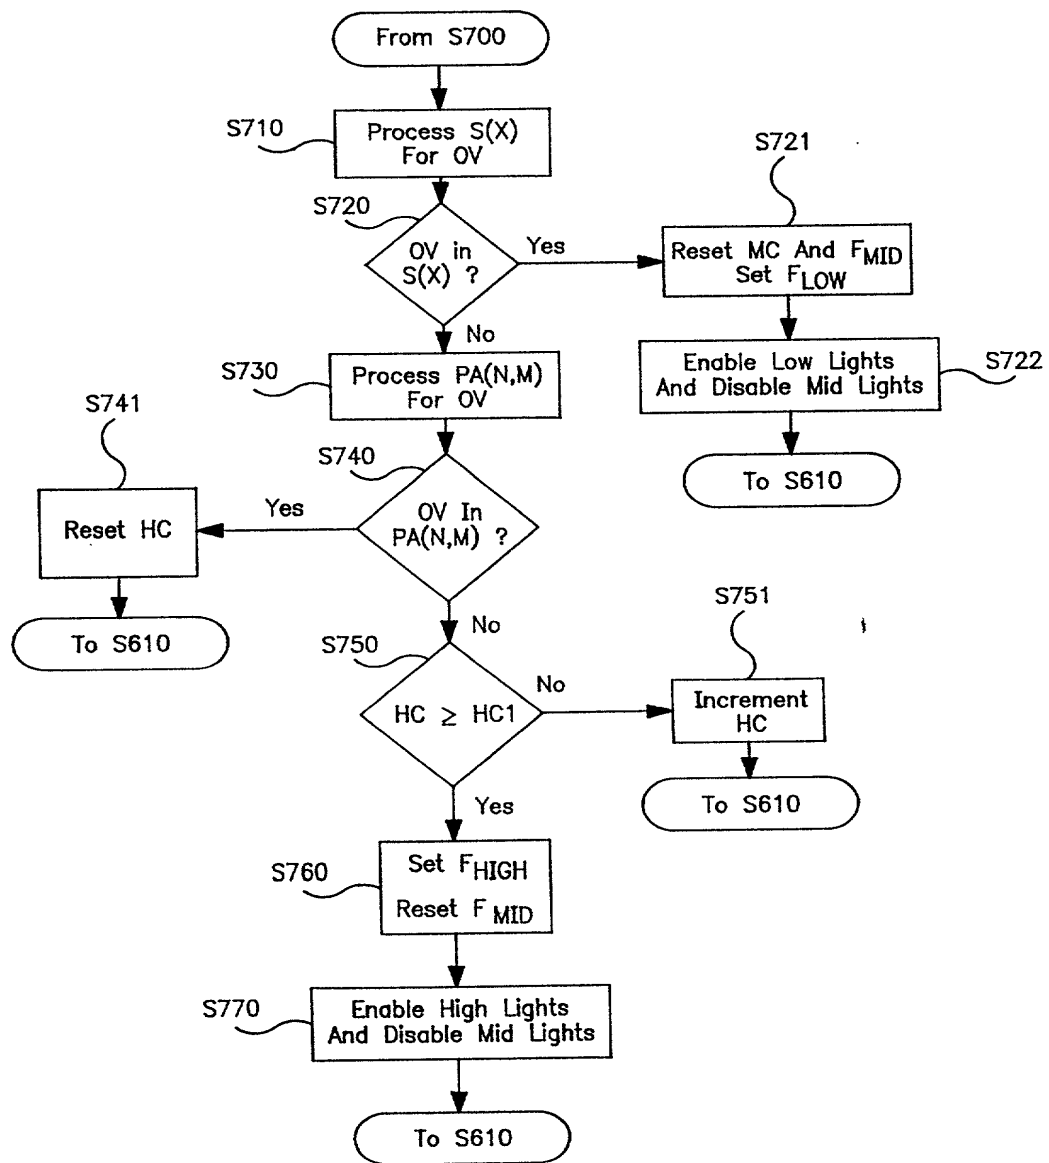 From S700
S710
Process S(X)
For OV
S721
S720
OV in
S(X) ?
Yes
Reset MC And FMID
Set FLOW
No
S730
Process PA(N,M)
For OV
Enable Low Lights
And Disable Mid Lights
S722
S741
S740
To S610
Reset HC
Yes
OV In
PA(N,M) ?
To S610
No
S751
S750
HC ≥ HC1
No
Increment
HC
To S610
Yes
S760
Set FHIGH
Reset F MID
S770
Enable High Lights
And Disable Mid Lights
To S610